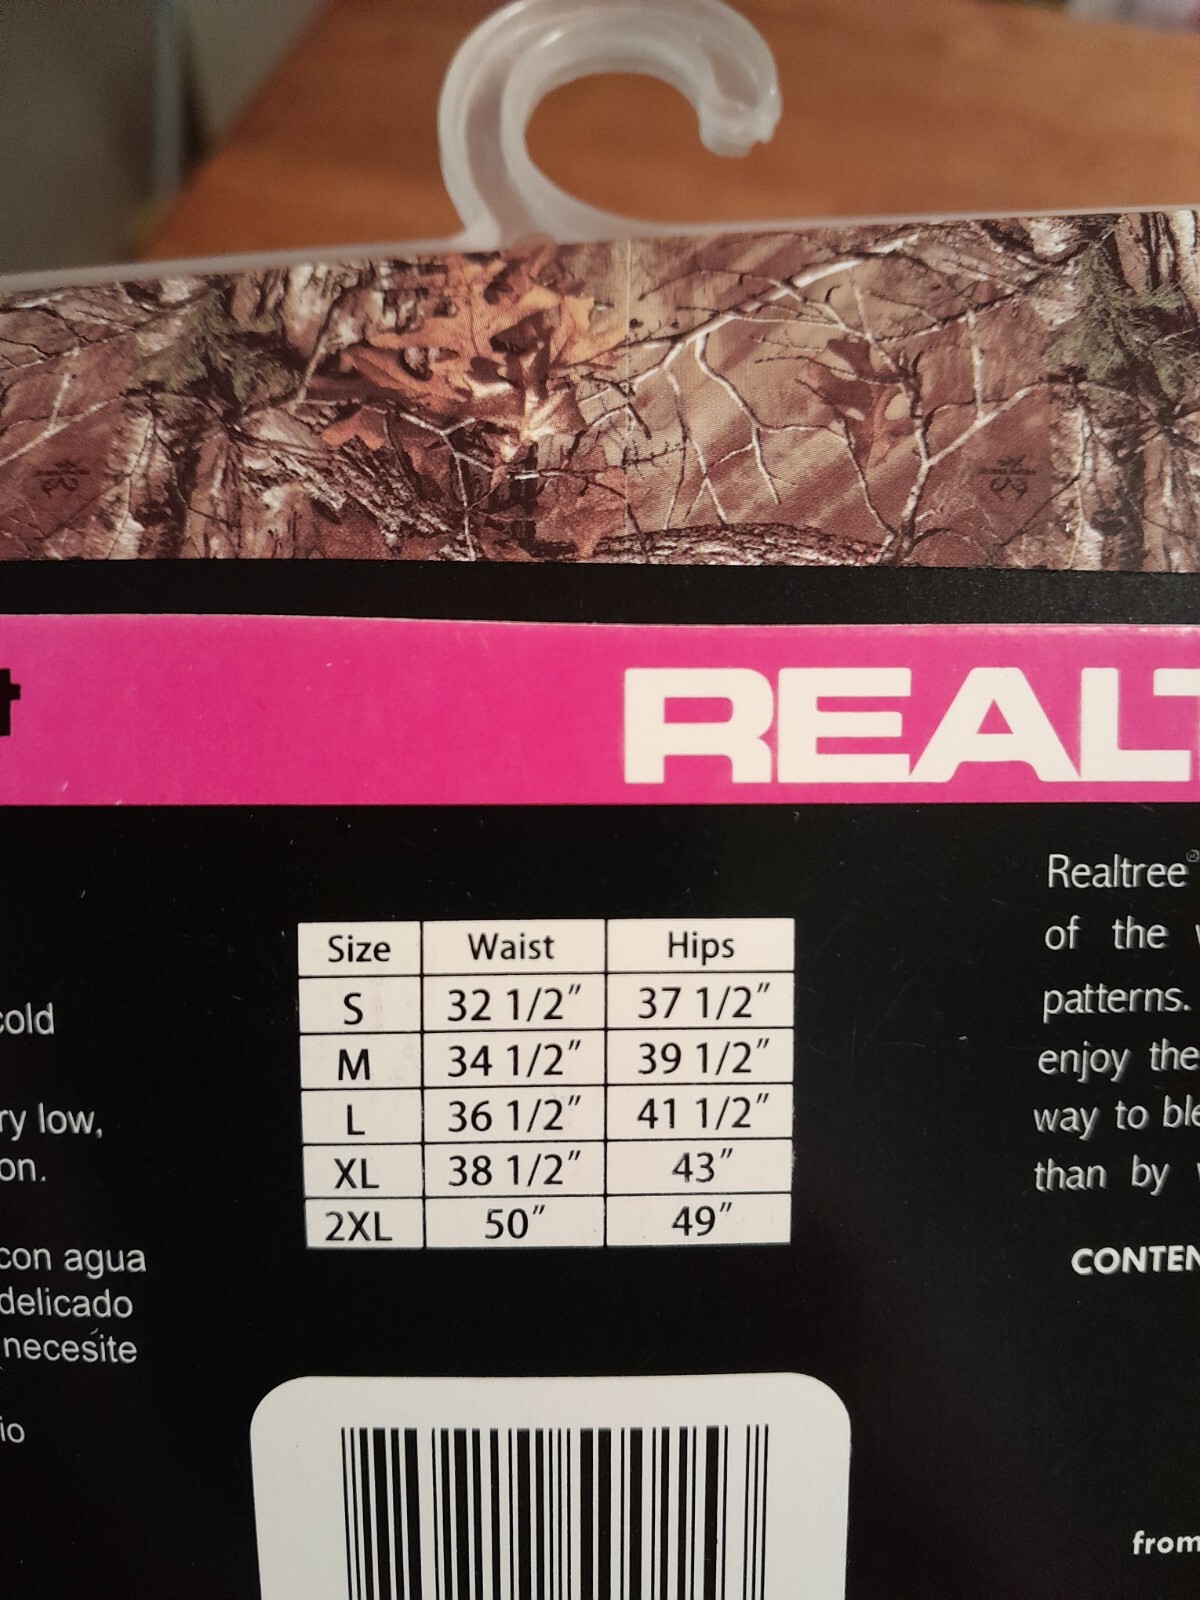 t
REALT
Size Waist Hips
S 32 1/2" 37 1/2"
M 34 1/2" 39 1/2"
L 36 1/2" 41 1/2"
XL 38 1/2" 43"
2XL 50" 49"
cold
ry low,
on.
con agua
delicado
necesite
io
Realtree®
of the
patterns.
enjoy the
way to ble
than by
CONTEN
from